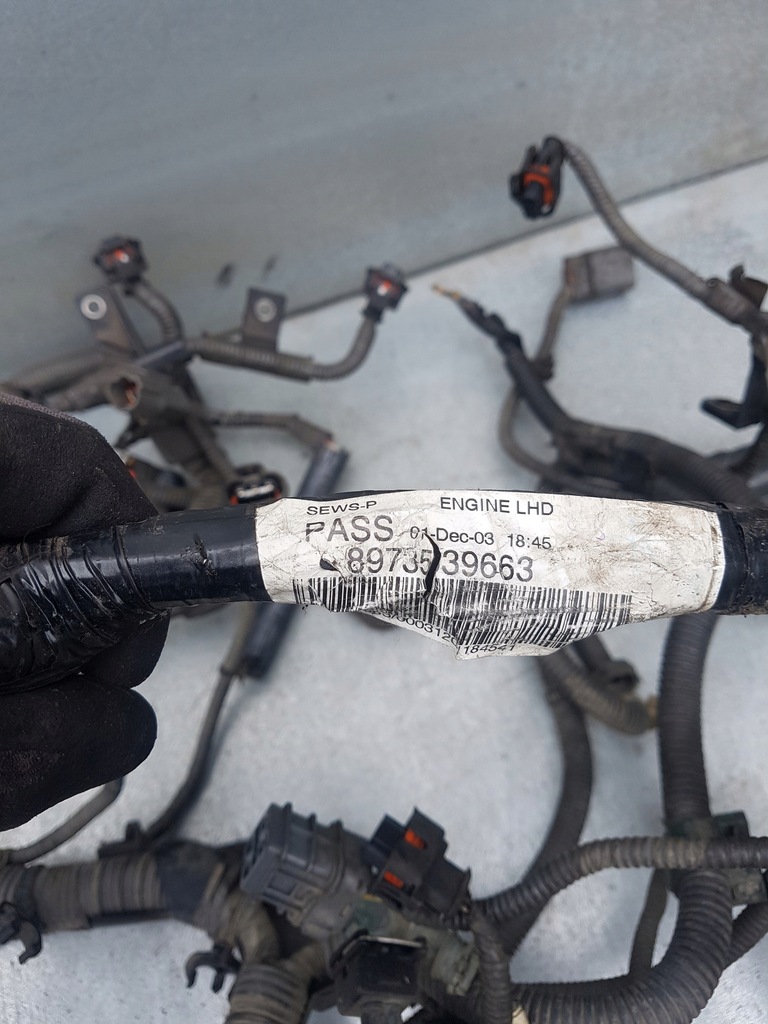 SEWS-P ENGINE LHD
PASS 01-Dec-03 18:45
8973539663
184541